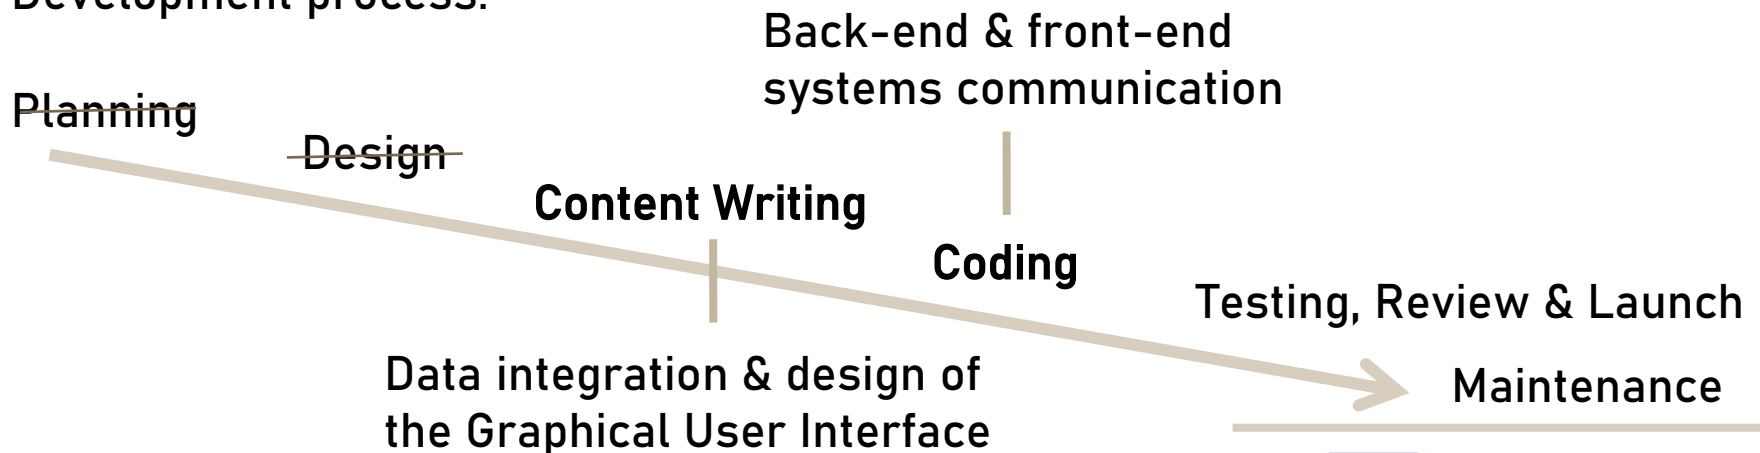 Development process:
Back-end & front-end
systems communication
Planning
Design
Content Writing
Coding
Testing, Review & Launch
Data integration & design of
the Graphical User Interface
Maintenance